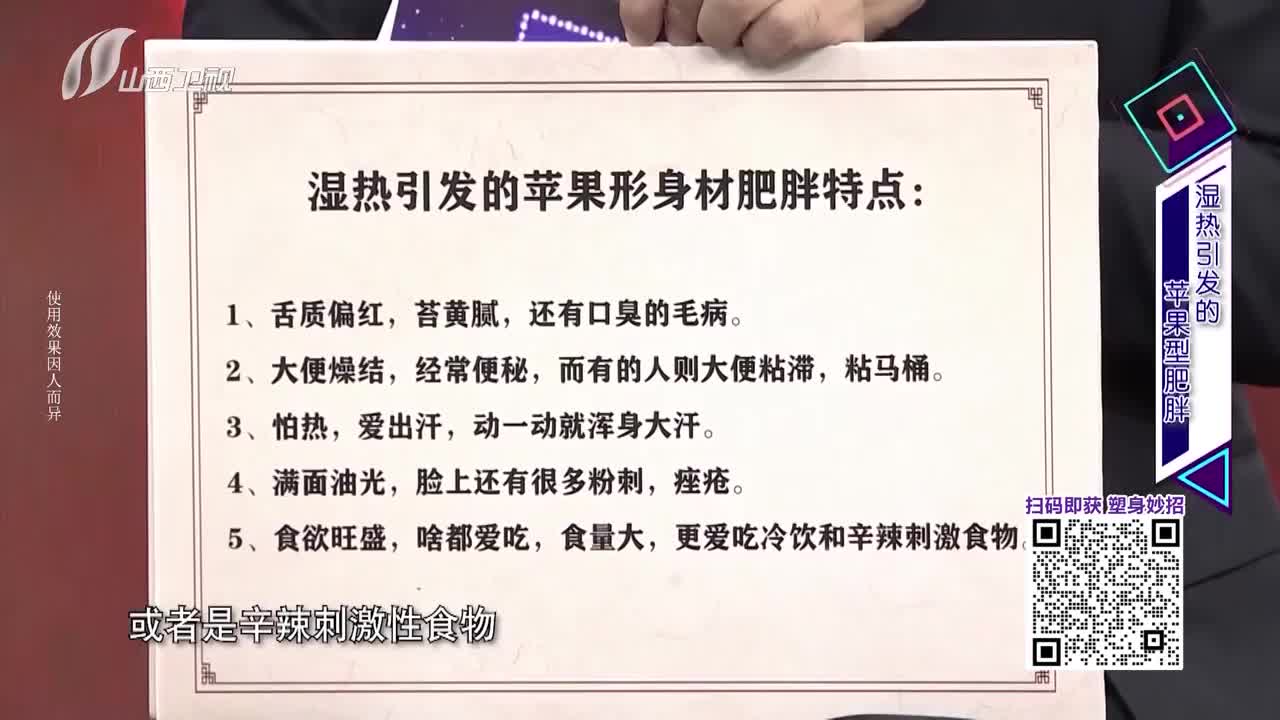 山西卫视
湿热引发的苹果形身材肥胖特点：
1、舌质偏红，苔黄腻，还有口臭的毛病。
2、大便燥结，经常便秘，而有的人则大便粘滞，粘马桶。
3、怕热，爱出汗，动一动就浑身大汗。
4、满面油光，脸上还有很多粉刺，痤疮。
5、食欲旺盛，啥都爱吃，食量大，更爱吃冷饮和辛辣刺激食物。
或者是辛辣刺激性食物
使用效果因人而异
湿热引发的
苹果型肥胖
扫码即获 塑身妙招